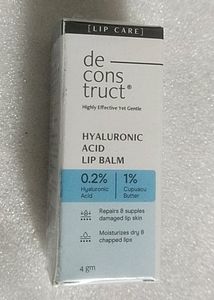 [LIP CARE]
de
cons
truct®
Highly Effective Yet Gentle
HYALURONIC
ACID
LIP BALM
0.2% 1%
Hyaluronic Cupuacu
Acid Butter
Repairs & supples
damaged lip skin
Moisturizes dry &
chapped lips
4 gm